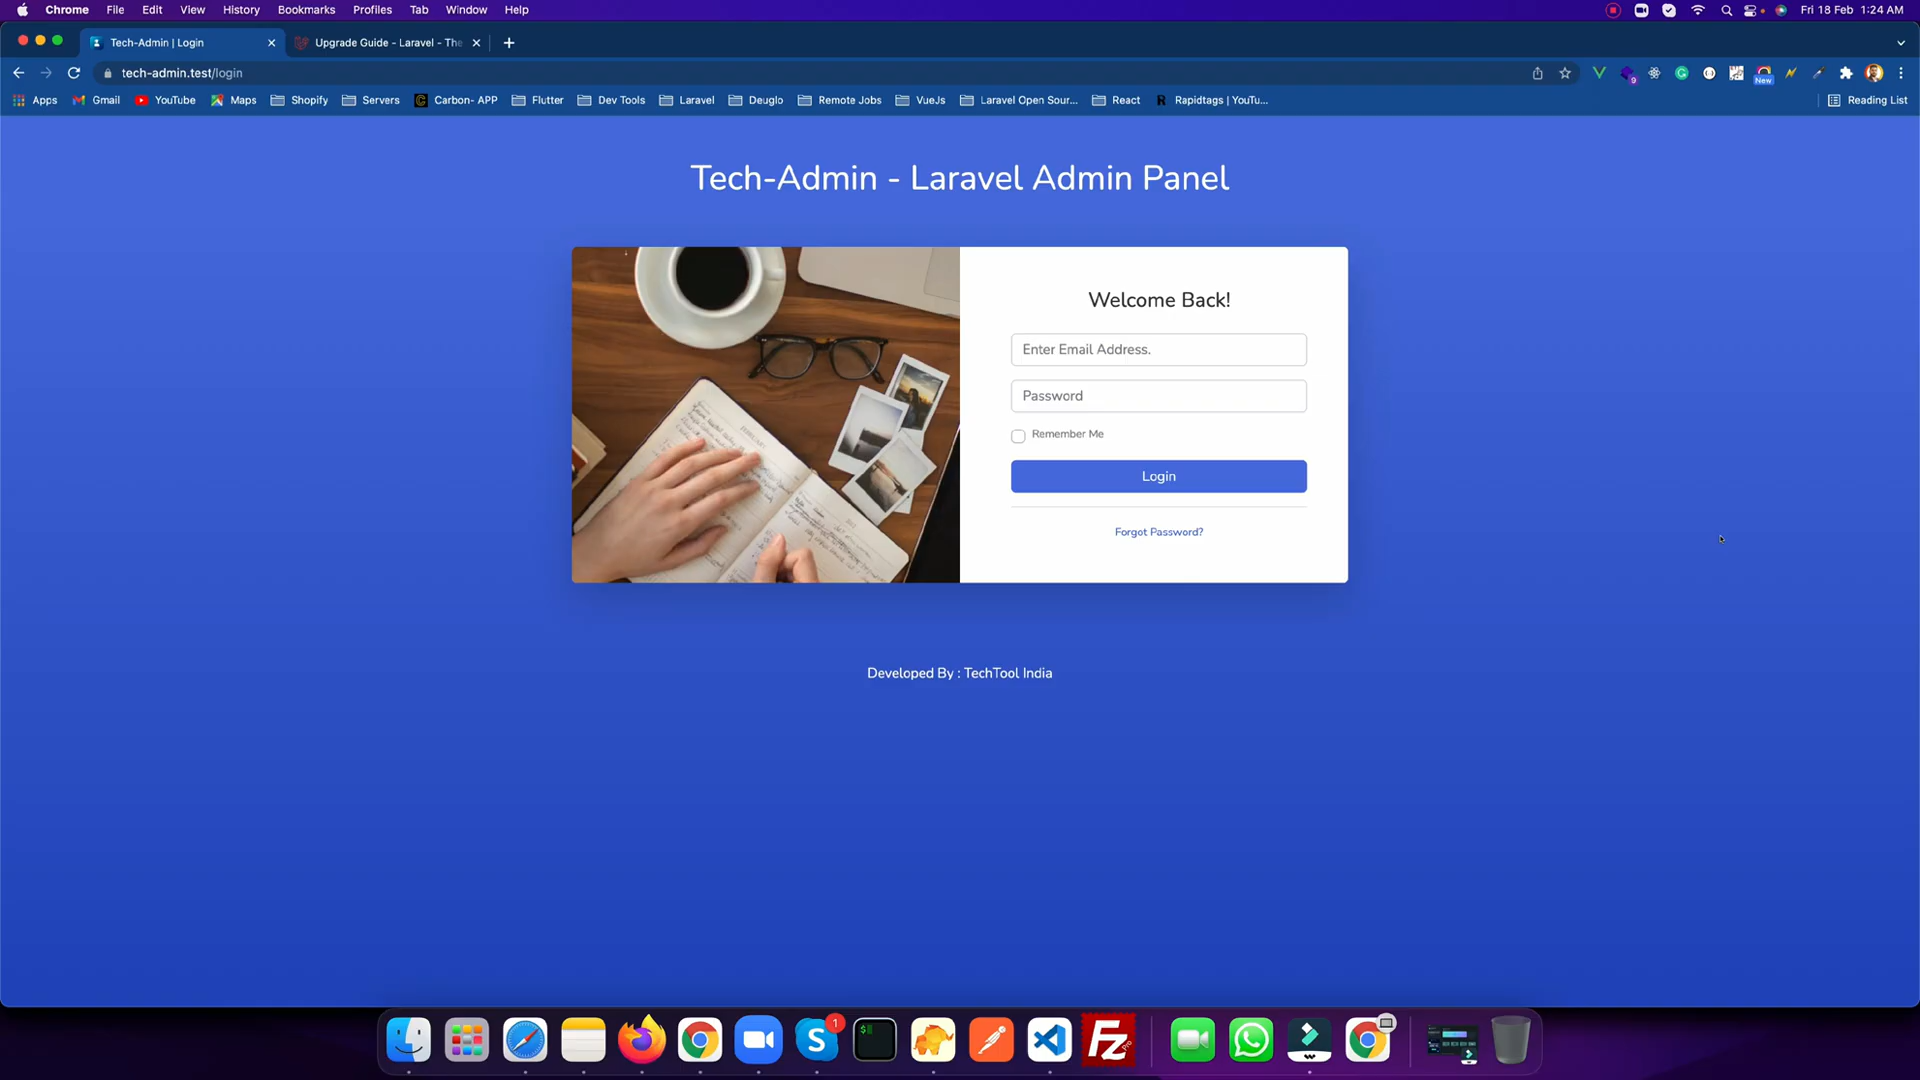 Chrome File Edit View History Bookmarks Profiles Tab Window Help Fri 18 Feb 1:24 AM
Tech-Admin | Login Upgrade Guide - Laravel - The
tech-admin.test/login New
Apps Gmail YouTube Maps Shopify Servers Carbon- APP Flutter Dev Tools Laravel Deuglo Remote Jobs VueJs Laravel Open Sour... React Rapidtags | YouTu... Reading List
Tech-Admin - Laravel Admin Panel
Welcome Back!
Enter Email Address.
Password
Remember Me
Login
Forgot Password?
Developed By : TechTool India